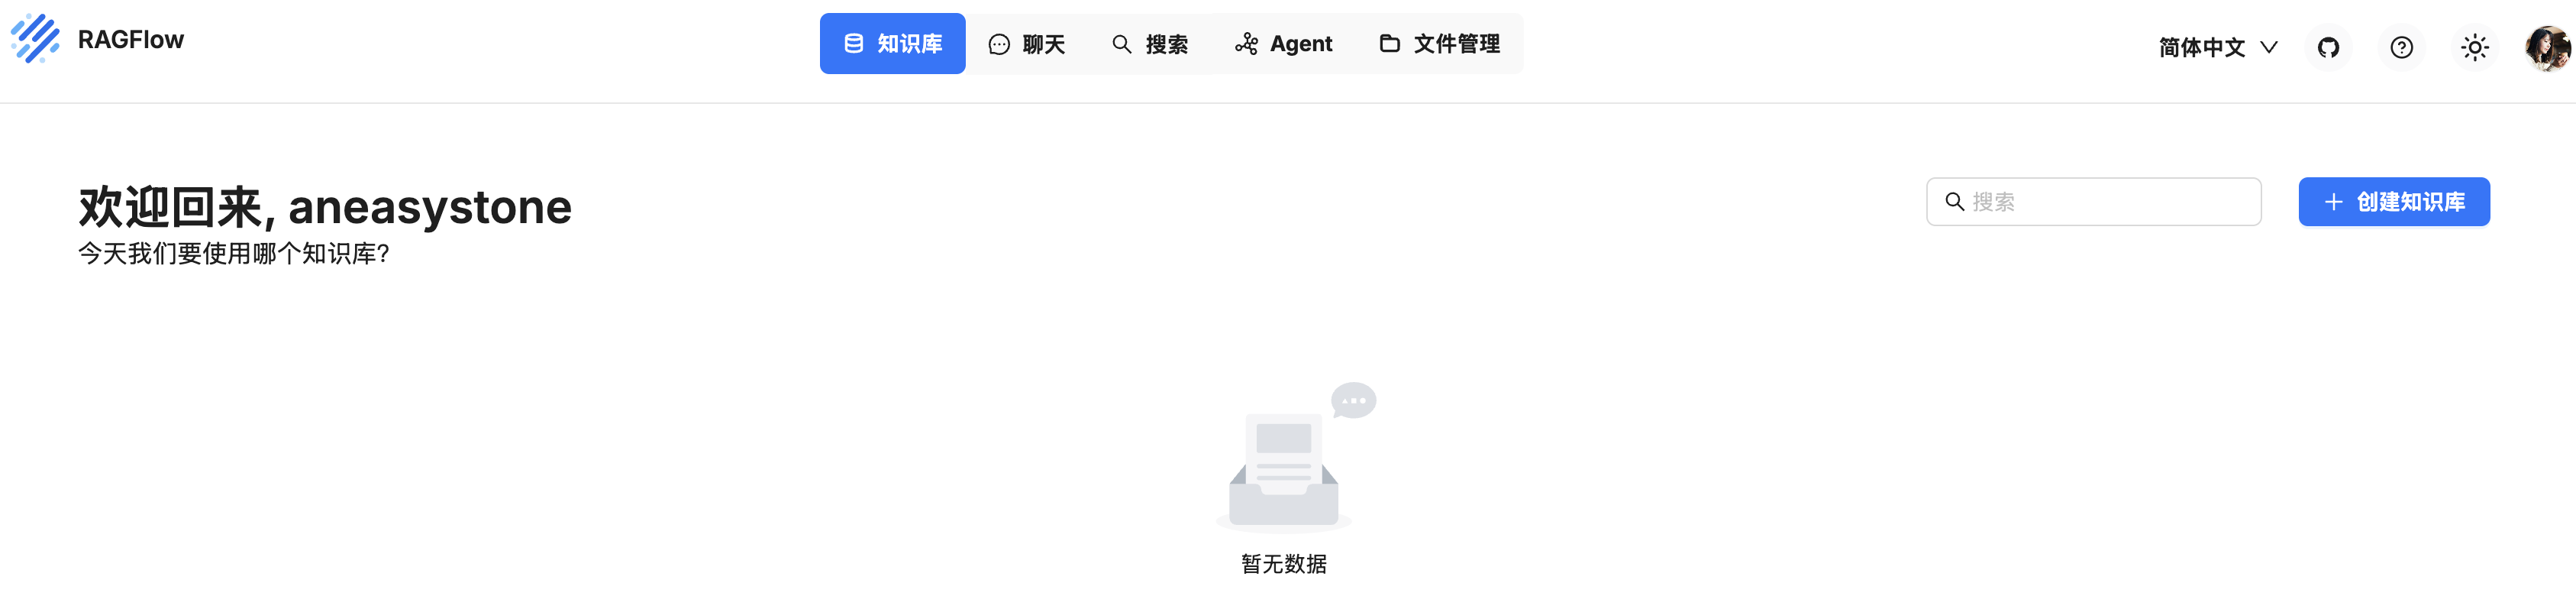 RAGFlow
知识库
聊天
搜索
Agent
文件管理
简体中文
欢迎回来, aneasystone
今天我们要使用哪个知识库?
搜索
创建知识库
暂无数据